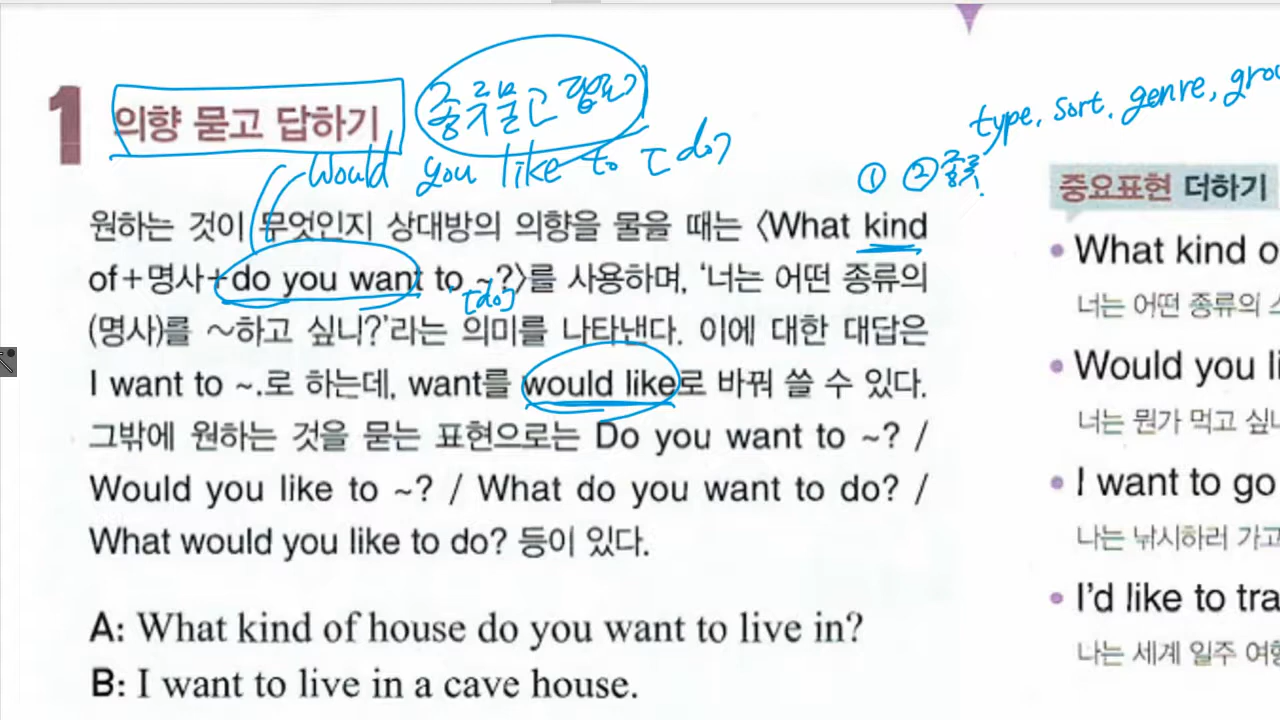 1 의향 묻고 답하기
종류 묻고 답하기
would you like to [do?
type, sort, genre, grou
① ② 종류
원하는 것이 무엇인지 상대방의 의향을 물을 때는 〈What kind
of+명사+do you want to ~?〉를 사용하며, ‘너는 어떤 종류의
[do]
(명사)를 ~하고 싶니?’라는 의미를 나타낸다. 이에 대한 대답은
I want to ~.로 하는데, want를 would like로 바꿔 쓸 수 있다.
그밖에 원하는 것을 묻는 표현으로는 Do you want to ~? /
Would you like to ~? / What do you want to do? /
What would you like to do? 등이 있다.
A: What kind of house do you want to live in?
B: I want to live in a cave house.
중요표현 더하기
• What kind o
너는 어떤 종류의
• Would you li
너는 뭔가 먹고 싶니
• I want to go
나는 낚시하러 가고
• I’d like to tra
나는 세계 일주 여행